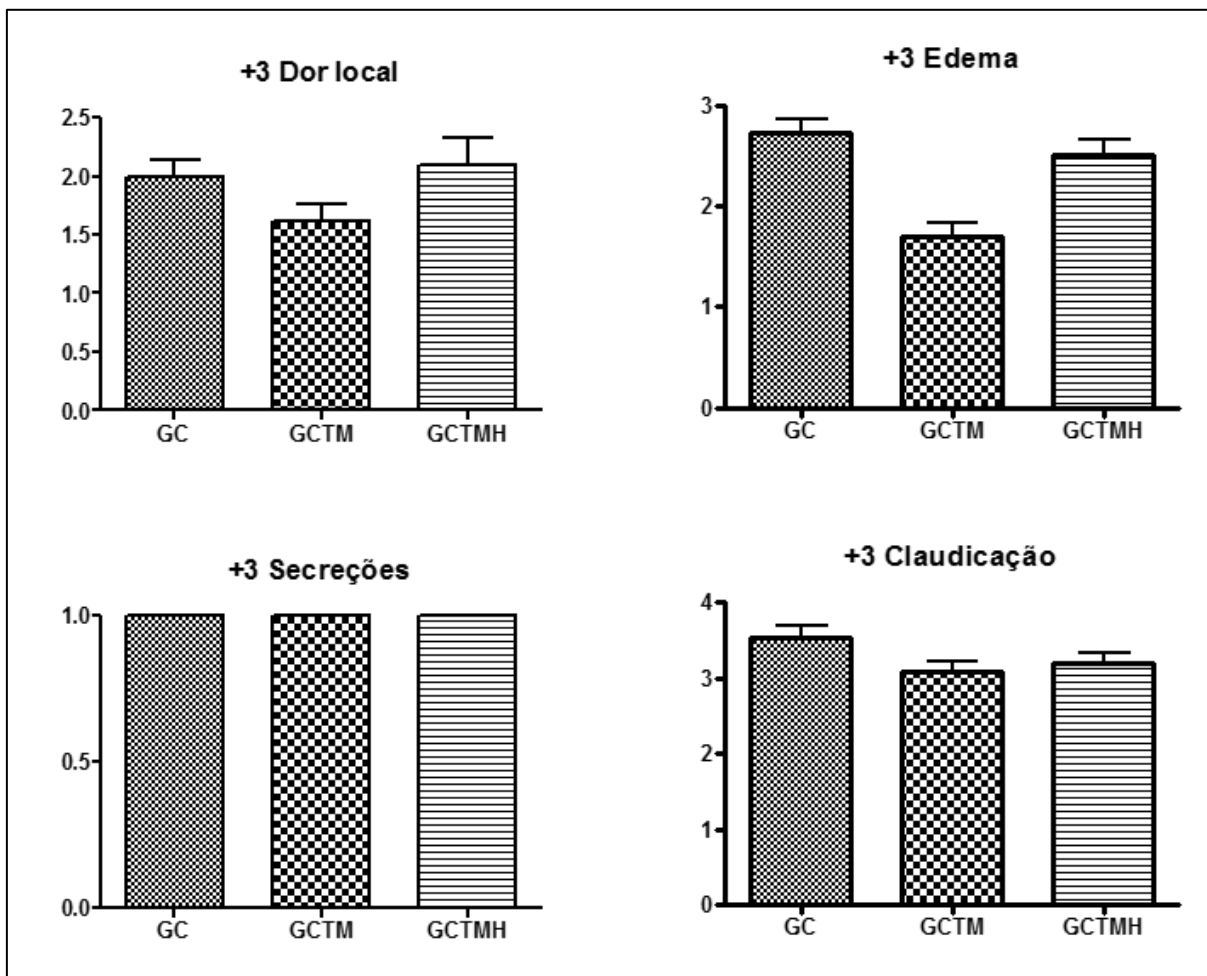 +3 Dor local
2.5
2.0
1.5
1.0
0.5
0.0
GC GCTM GCTMH
+3 Edema
3
2
1
0
GC GCTM GCTMH
+3 Secreções
1.0
0.5
0.0
GC GCTM GCTMH
+3 Claudicação
4
3
2
1
0
GC GCTM GCTMH